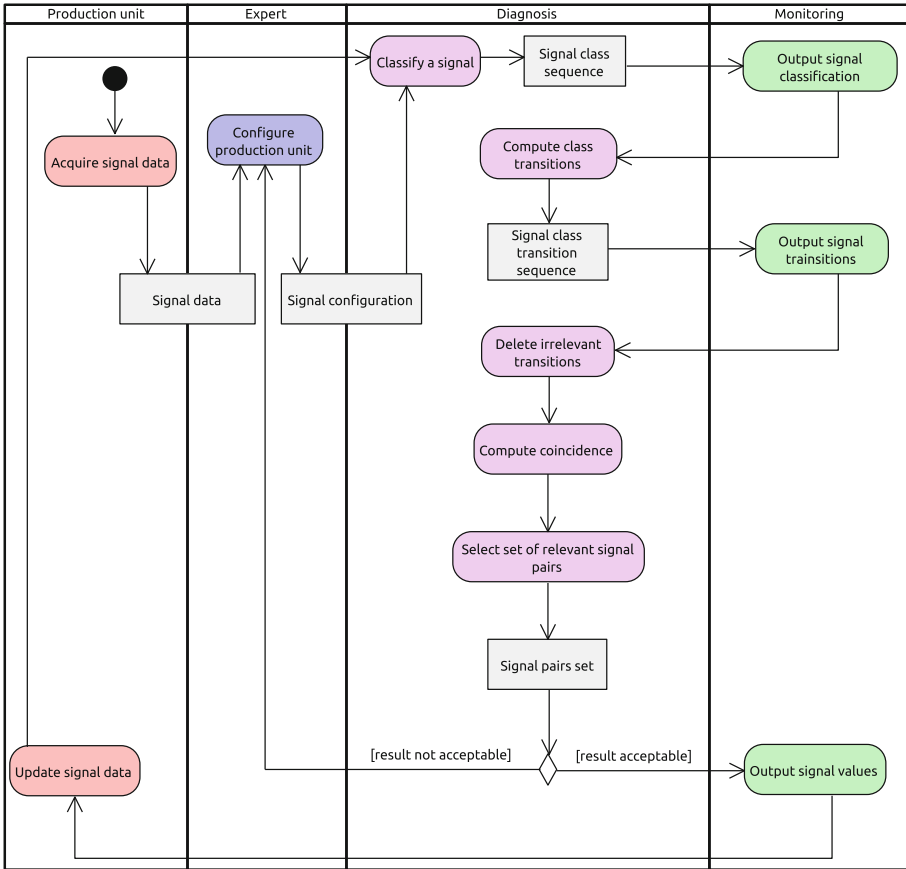 Production unit
Expert
Diagnosis
Monitoring
Classify a signal
Signal class
sequence
Output signal
classification
Acquire signal data
Configure
production unit
Compute class
transitions
Signal class
transition
sequence
Output signal
trainsitions
Signal data
Signal configuration
Delete irrelevant
transitions
Compute coincidence
Select set of relevant signal
pairs
Signal pairs set
[result not acceptable]
[result acceptable]
Update signal data
Output signal values